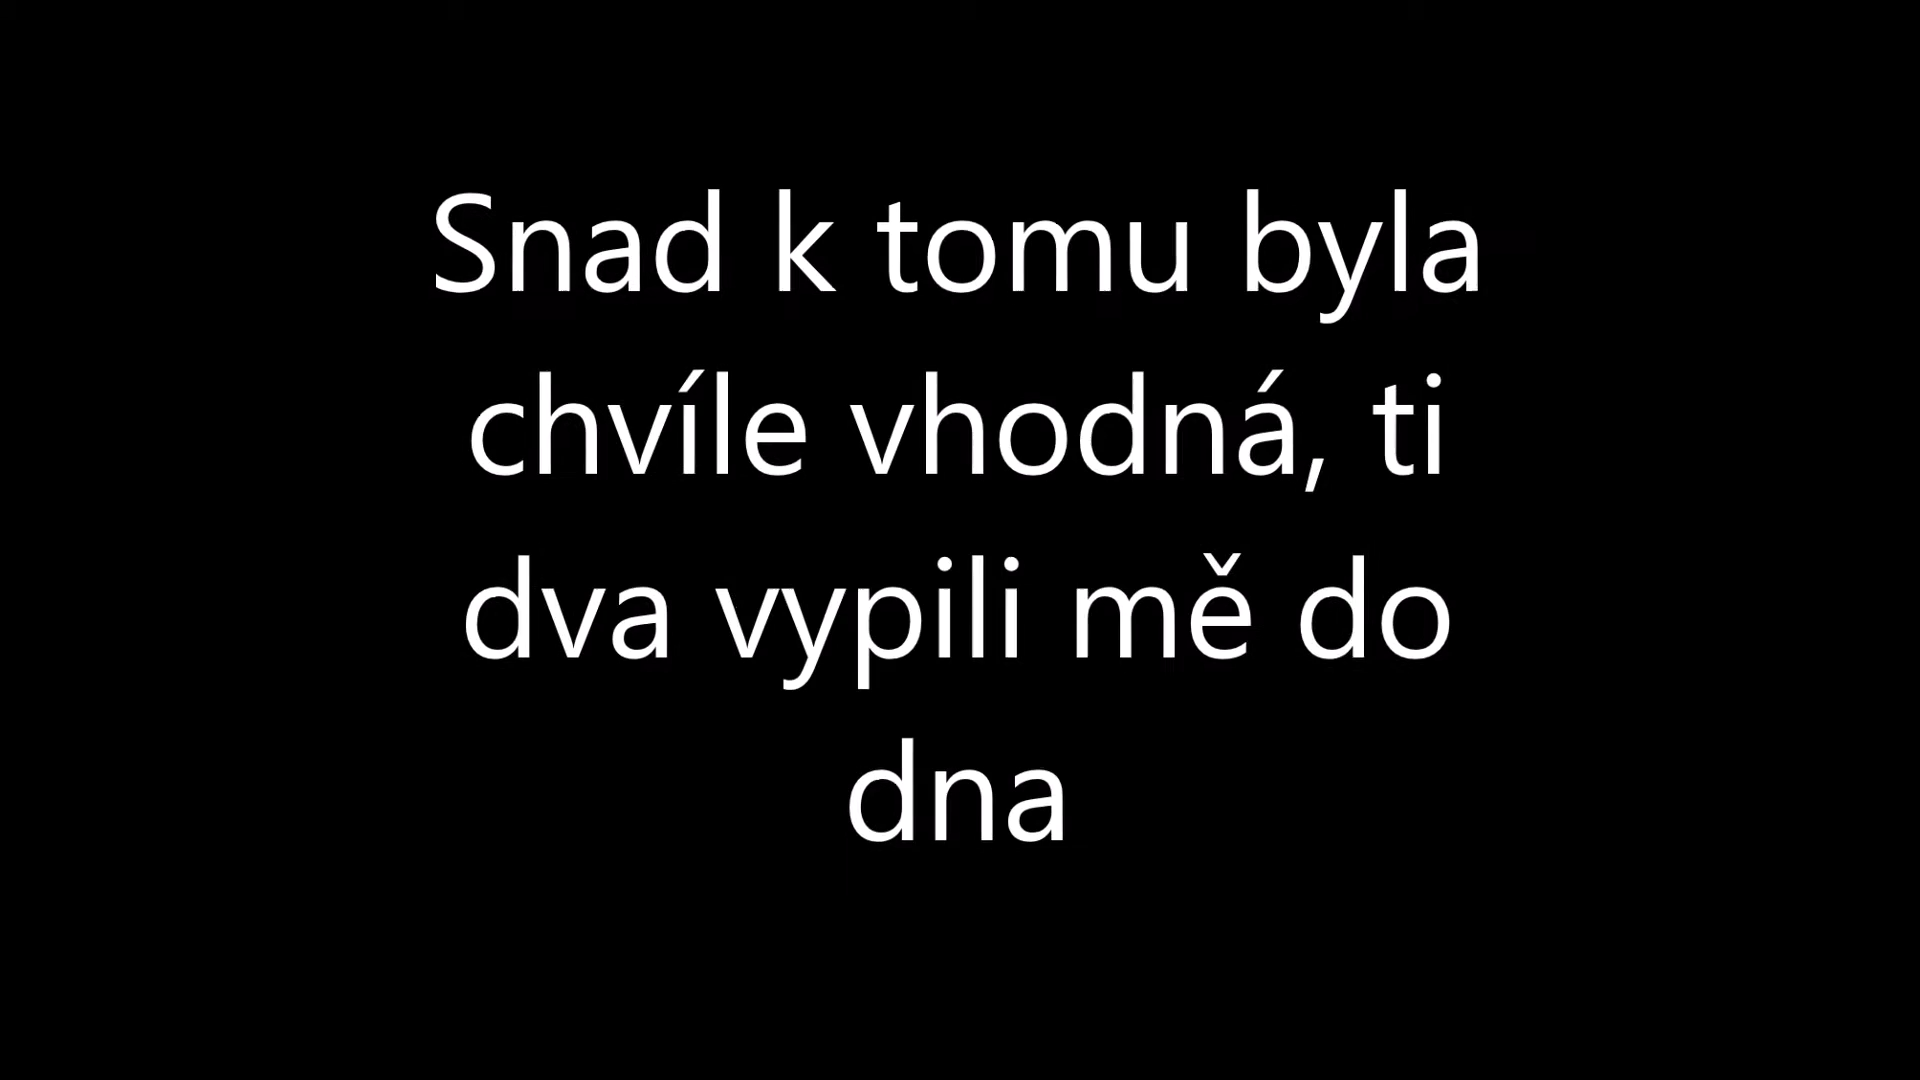 Snad k tomu byla
chvíle vhodná, ti
dva vypili mě do
dna